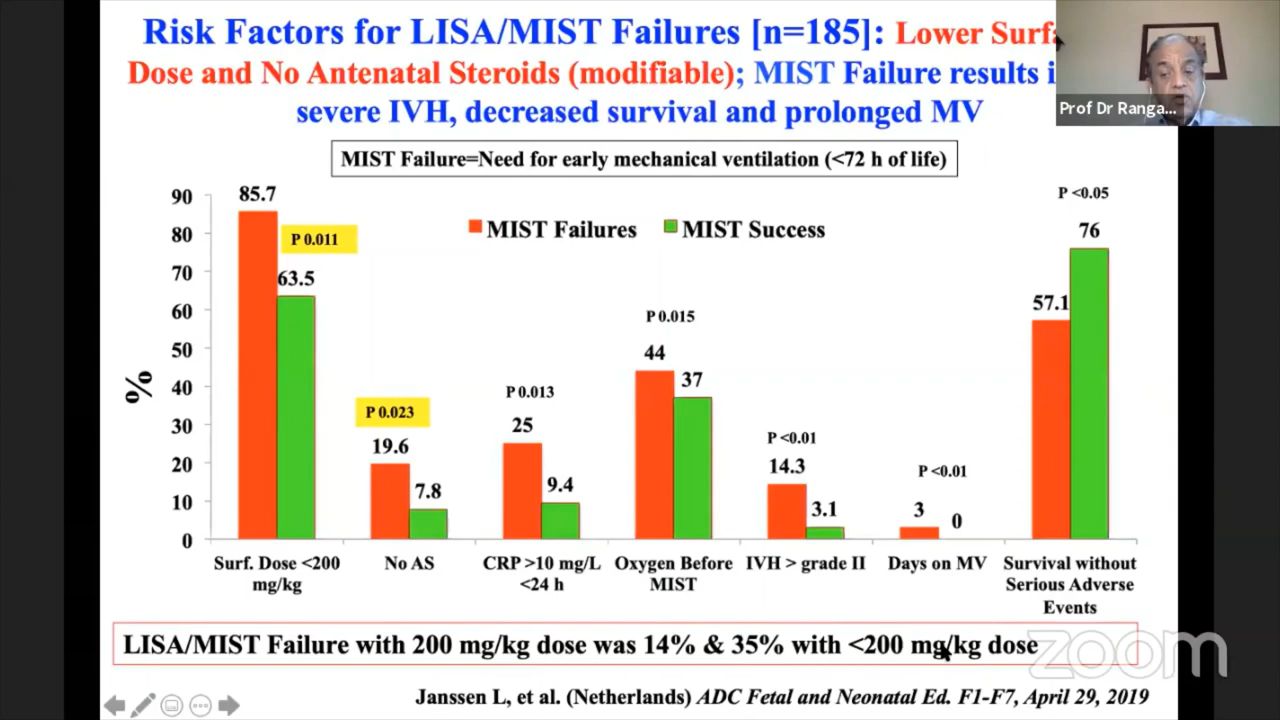 Risk Factors for LISA/MIST Failures [n=185]: Lower Surfa
Dose and No Antenatal Steroids (modifiable); MIST Failure results i
severe IVH, decreased survival and prolonged MV
Prof Dr Ranga...
MIST Failure=Need for early mechanical ventilation (<72 h of life)
MIST Failures MIST Success
%
90
80
70
60
50
40
30
20
10
0
85.7
P 0.011
63.5
P 0.023
19.6
7.8
P 0.013
25
9.4
P 0.015
44
37
P <0.01
14.3
3.1
P <0.01
3
0
P <0.05
57.1
76
Surf. Dose <200
mg/kg
No AS
CRP >10 mg/L
<24 h
Oxygen Before
MIST
IVH > grade II
Days on MV
Survival without
Serious Adverse
Events
LISA/MIST Failure with 200 mg/kg dose was 14% & 35% with <200 mg/kg dose
zoom
Janssen L, et al. (Netherlands) ADC Fetal and Neonatal Ed. F1-F7, April 29, 2019